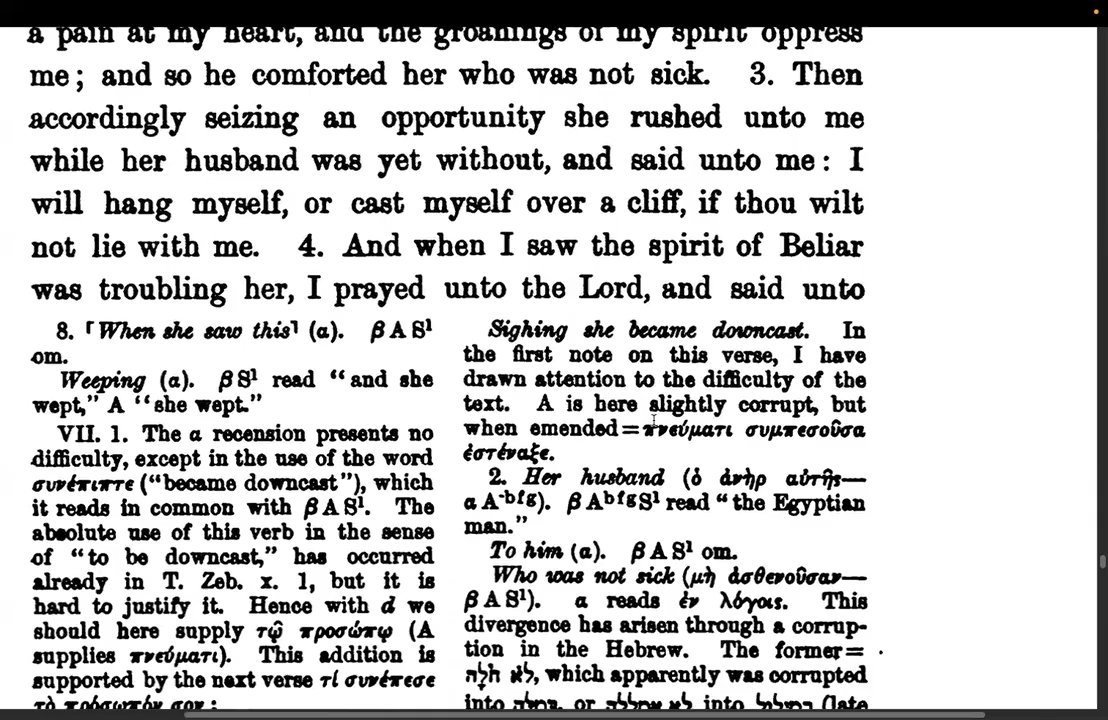 a pain at my heart, and the groanings of my spirit oppress
me; and so he comforted her who was not sick. 3. Then
accordingly seizing an opportunity she rushed unto me
while her husband was yet without, and said unto me: I
will hang myself, or cast myself over a cliff, if thou wilt
not lie with me. 4. And when I saw the spirit of Beliar
was troubling her, I prayed unto the Lord, and said unto
8. ⌜When she saw this⌝ (α). β A S¹
om.
Weeping (α). β S¹ read “and she
wept,” A “she wept.”
VII. 1. The α recension presents no
difficulty, except in the use of the word
συνέπιπτε (“became downcast”), which
it reads in common with β A S¹. The
absolute use of this verb in the sense
of “to be downcast,” has occurred
already in T. Zeb. x. 1, but it is
hard to justify it. Hence with d we
should here supply τῷ προσώπῳ (A
supplies πνεύματι). This addition is
supported by the next verse τί συνέπεσε
τὸ πρόσωπόν σου;
Sighing she became downcast. In
the first note on this verse, I have
drawn attention to the difficulty of the
text. A is here slightly corrupt, but
when emended=πνεύματι συμπεσοῦσα
ἐστέναξε.
2. Her husband (ὁ ἀνὴρ αὐτῆς—
α A-bfg). β Abfg S¹ read “the Egyptian
man.”
To him (α). β A S¹ om.
Who was not sick (μὴ ἀσθενοῦσαν—
β A S¹). α reads ἐν λόγοις. This
divergence has arisen through a corrup-
tion in the Hebrew. The former=
לא חלה, which apparently was corrupted
into במלה, or לא into (late